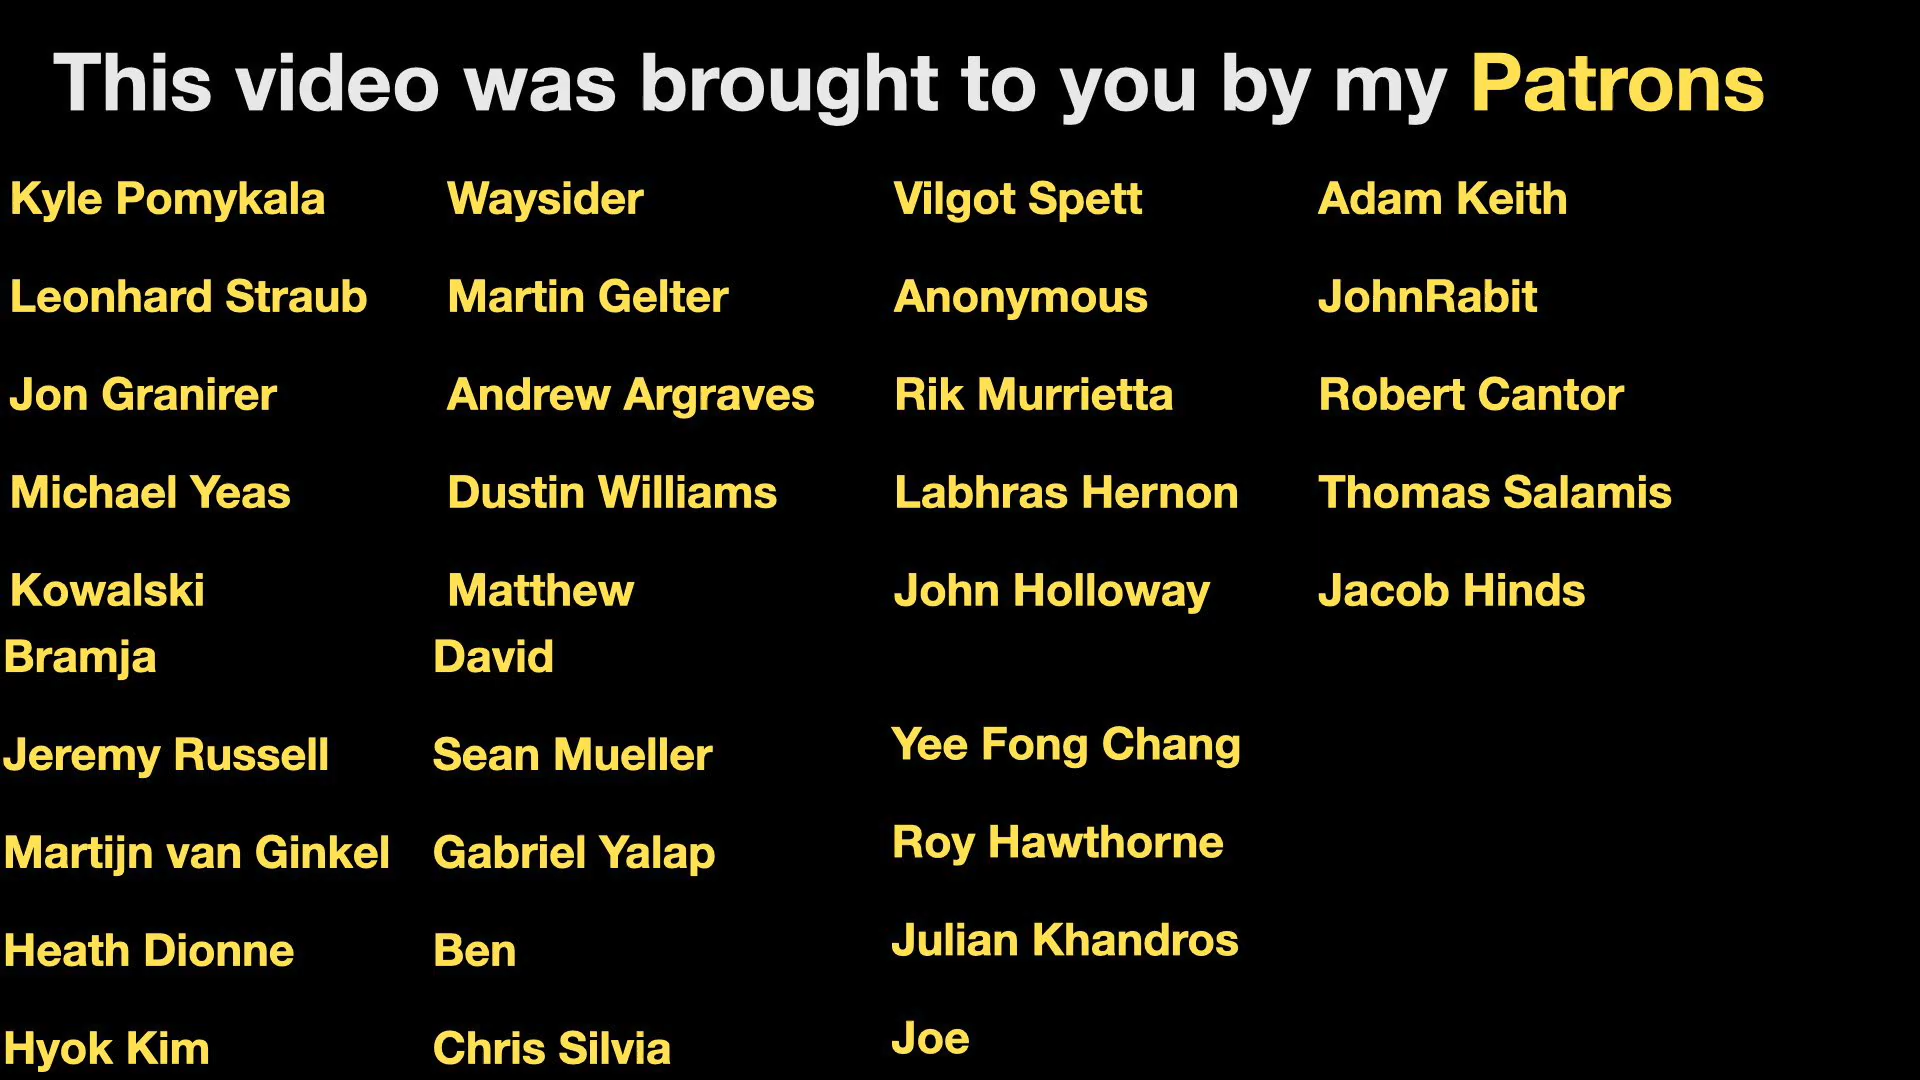 This video was brought to you by my Patrons
Kyle Pomykala
Leonhard Straub
Jon Granirer
Michael Yeas
Kowalski
Bramja
Jeremy Russell
Martijn van Ginkel
Heath Dionne
Hyok Kim
Waysider
Martin Gelter
Andrew Argraves
Dustin Williams
Matthew
David
Sean Mueller
Gabriel Yalap
Ben
Chris Silvia
Vilgot Spett
Anonymous
Rik Murrietta
Labhras Hernon
John Holloway
Yee Fong Chang
Roy Hawthorne
Julian Khandros
Joe
Adam Keith
JohnRabit
Robert Cantor
Thomas Salamis
Jacob Hinds